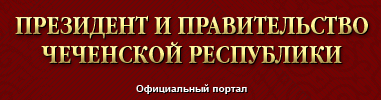 ПРЕЗИДЕНТ И ПРАВИТЕЛЬСТВО
ЧЕЧЕНСКОЙ РЕСПУБЛИКИ
Официальный портал